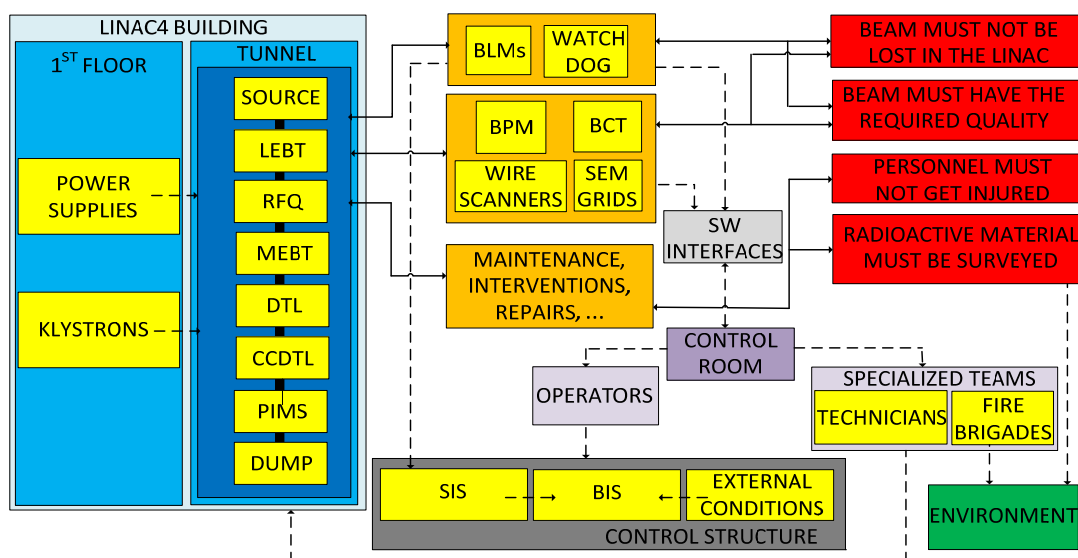 LINAC4 BUILDING
1ST FLOOR
TUNNEL
POWER
SUPPLIES
KLYSTRONS
SOURCE
LEBT
RFQ
MEBT
DTL
CCDTL
PIMS
DUMP
BLMs
WATCH
DOG
BPM
BCT
WIRE
SCANNERS
SEM
GRIDS
MAINTENANCE,
INTERVENTIONS,
REPAIRS, ...
SW
INTERFACES
CONTROL
ROOM
OPERATORS
SPECIALIZED TEAMS
TECHNICIANS
FIRE
BRIGADES
SIS
BIS
EXTERNAL
CONDITIONS
CONTROL STRUCTURE
BEAM MUST NOT BE
LOST IN THE LINAC
BEAM MUST HAVE THE
REQUIRED QUALITY
PERSONNEL MUST
NOT GET INJURED
RADIOACTIVE MATERIAL
MUST BE SURVEYED
ENVIRONMENT